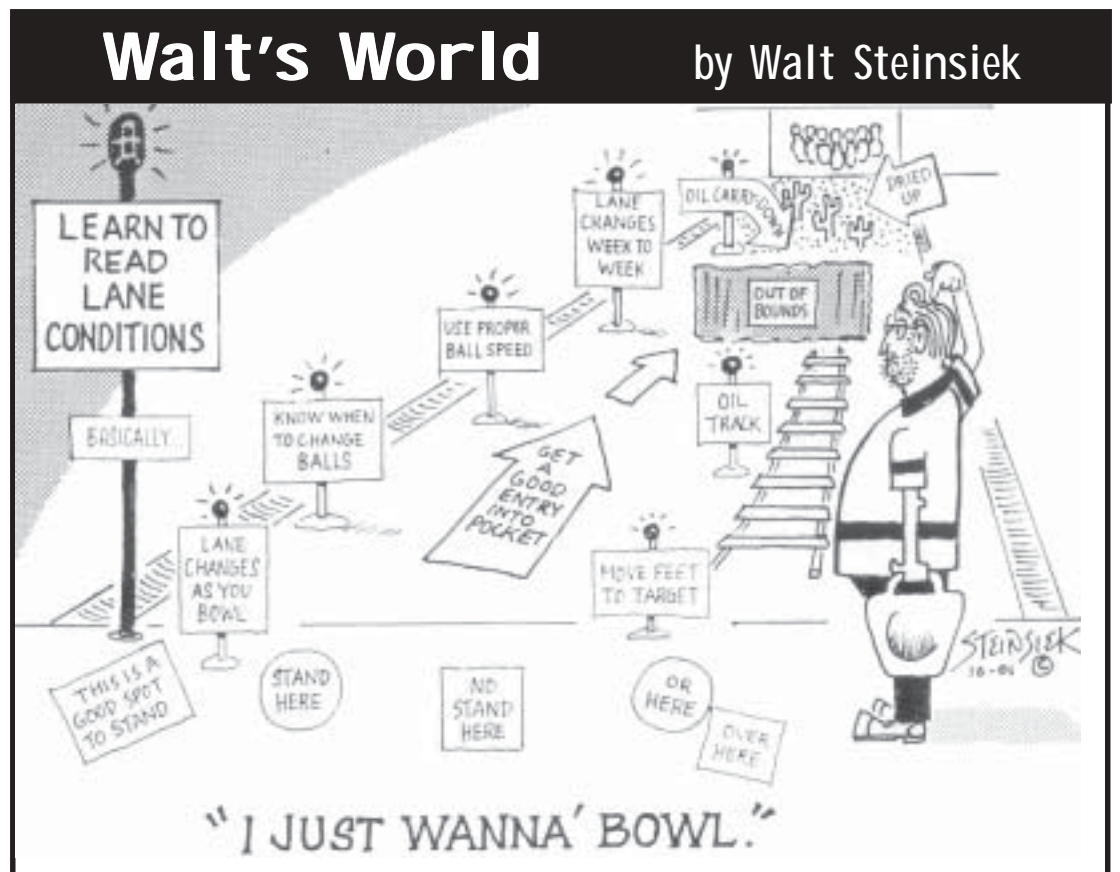 Walt's World
by Walt Steinsiek
LEARN TO
READ
LANE
CONDITIONS
BASICALLY...
LANE
CHANGES
AS YOU
BOWL
KNOW WHEN
TO CHANGE
BALLS
USE PROPER
BALL SPEED
LANE
CHANGES
WEEK TO
WEEK
OIL CARRYDOWN
DRIED
UP
OUT OF
BOUNDS
OIL
TRACK
GET
A
GOOD
ENTRY
INTO
POCKET
MOVE FEET
TO TARGET
THIS IS A
GOOD SPOT
TO STAND
STAND
HERE
NO
STAND
HERE
OR
HERE
OVER
HERE
STEINSIEK
©
"I JUST WANNA' BOWL."